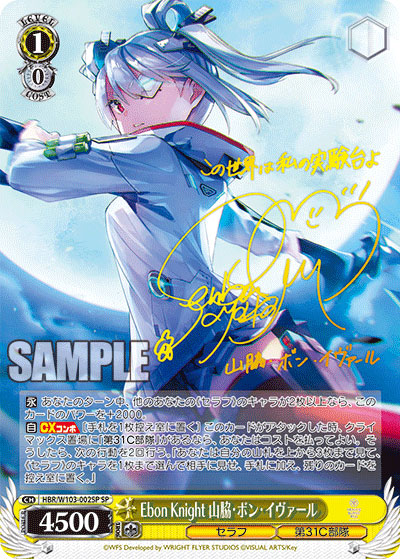 LEVEL
1
0
COST
この世界は私の実験台よ
山脇・ボン・イヴァール
SAMPLE
永 あなたのターン中、他のあなたの《セラフ》のキャラが2枚以上なら、こ
のカードのパワーを＋2000。
自 CXコンボ ［手札を1枚控え室に置く］ このカードがアタックした時、クライ
マックス置場に「第31C部隊」があるなら、あなたはコストを払ってよい。そ
うしたら、次の行動を2回行う。『あなたは自分の山札を上から3枚まで見て、
《セラフ》のキャラを1枚まで選んで相手に見せ、手札に加え、残りのカード
を控え室に置く。』
CH HBR/W103-002SP SP
4500
Ebon Knight 山脇・ボン・イヴァール
セラフ
第31C部隊
©WFS Developed by WRIGHT FLYER STUDIOS ©VISUAL ARTS/Key